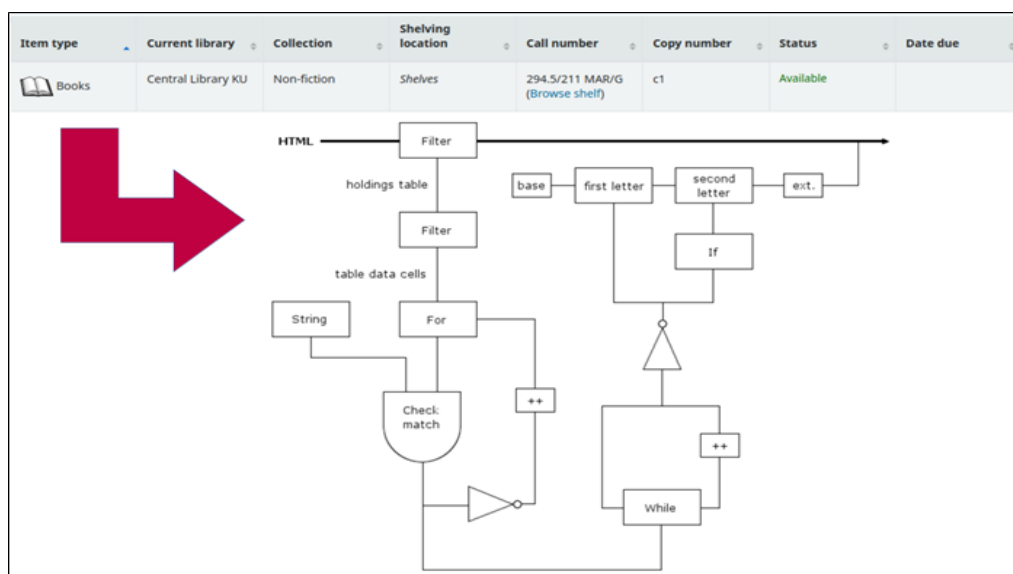 Item type Current library Collection Shelving location Call number Copy number Status Date due
Books Central Library KU Non-fiction Shelves 294.5/211 MAR/G (Browse shelf) c1 Available
HTML Filter
holdings table
base first letter second letter ext.
Filter
If
table data cells
String For
Check match
++
++
While